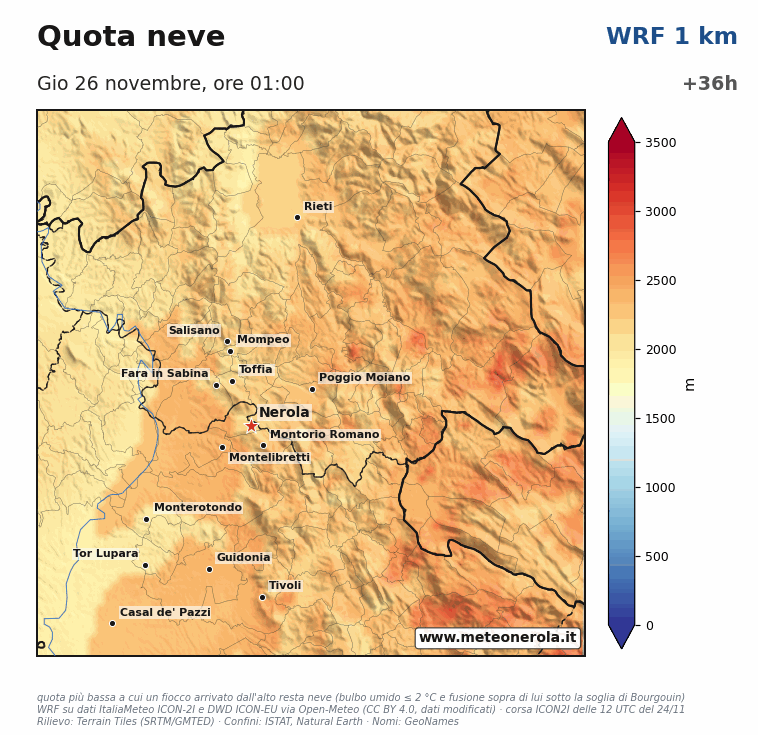 Quota neve
WRF 1 km
Gio 26 novembre, ore 01:00
+36h
Rieti
Salisano
Mompeo
Fara in Sabina
Toffia
Poggio Moiano
Nerola
Montorio Romano
Montelibretti
Monterotondo
Tor Lupara
Guidonia
Tivoli
Casal de' Pazzi
www.meteonerola.it
3500
3000
2500
2000
1500
1000
500
0
m
quota più bassa a cui un fiocco arrivato dall'alto resta neve (bulbo umido ≤ 2 °C e fusione sopra di lui sotto la soglia di Bourgouin)
WRF su dati ItaliaMeteo ICON-2I e DWD ICON-EU via Open-Meteo (CC BY 4.0, dati modificati) · corsa ICON2I delle 12 UTC del 24/11
Rilievo: Terrain Tiles (SRTM/GMTED) · Confini: ISTAT, Natural Earth · Nomi: GeoNames